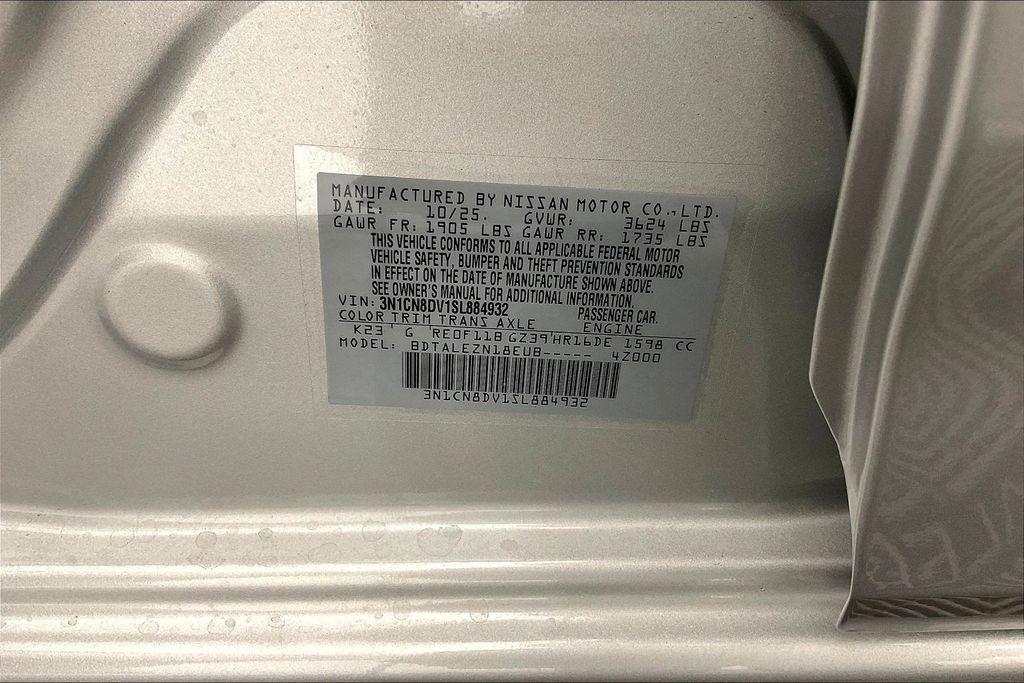 MANUFACTURED BY NISSAN MOTOR CO.,LTD.
DATE: 10/25. GVWR: 3624 LBS
GAWR FR: 1905 LBS GAWR RR: 1735 LBS
THIS VEHICLE CONFORMS TO ALL APPLICABLE FEDERAL MOTOR
VEHICLE SAFETY, BUMPER AND THEFT PREVENTION STANDARDS
IN EFFECT ON THE DATE OF MANUFACTURE SHOWN ABOVE.
SEE OWNER'S MANUAL FOR ADDITIONAL INFORMATION.
VIN: 3N1CN8DV1SL884932 PASSENGER CAR.
COLOR TRIM TRANS AXLE ENGINE
K23' G 'RE0F11B GZ39'HR16DE 1598 CC
MODEL: BDTALEZN18EUB----- 4Z000
3N1CN8DV1SL884932